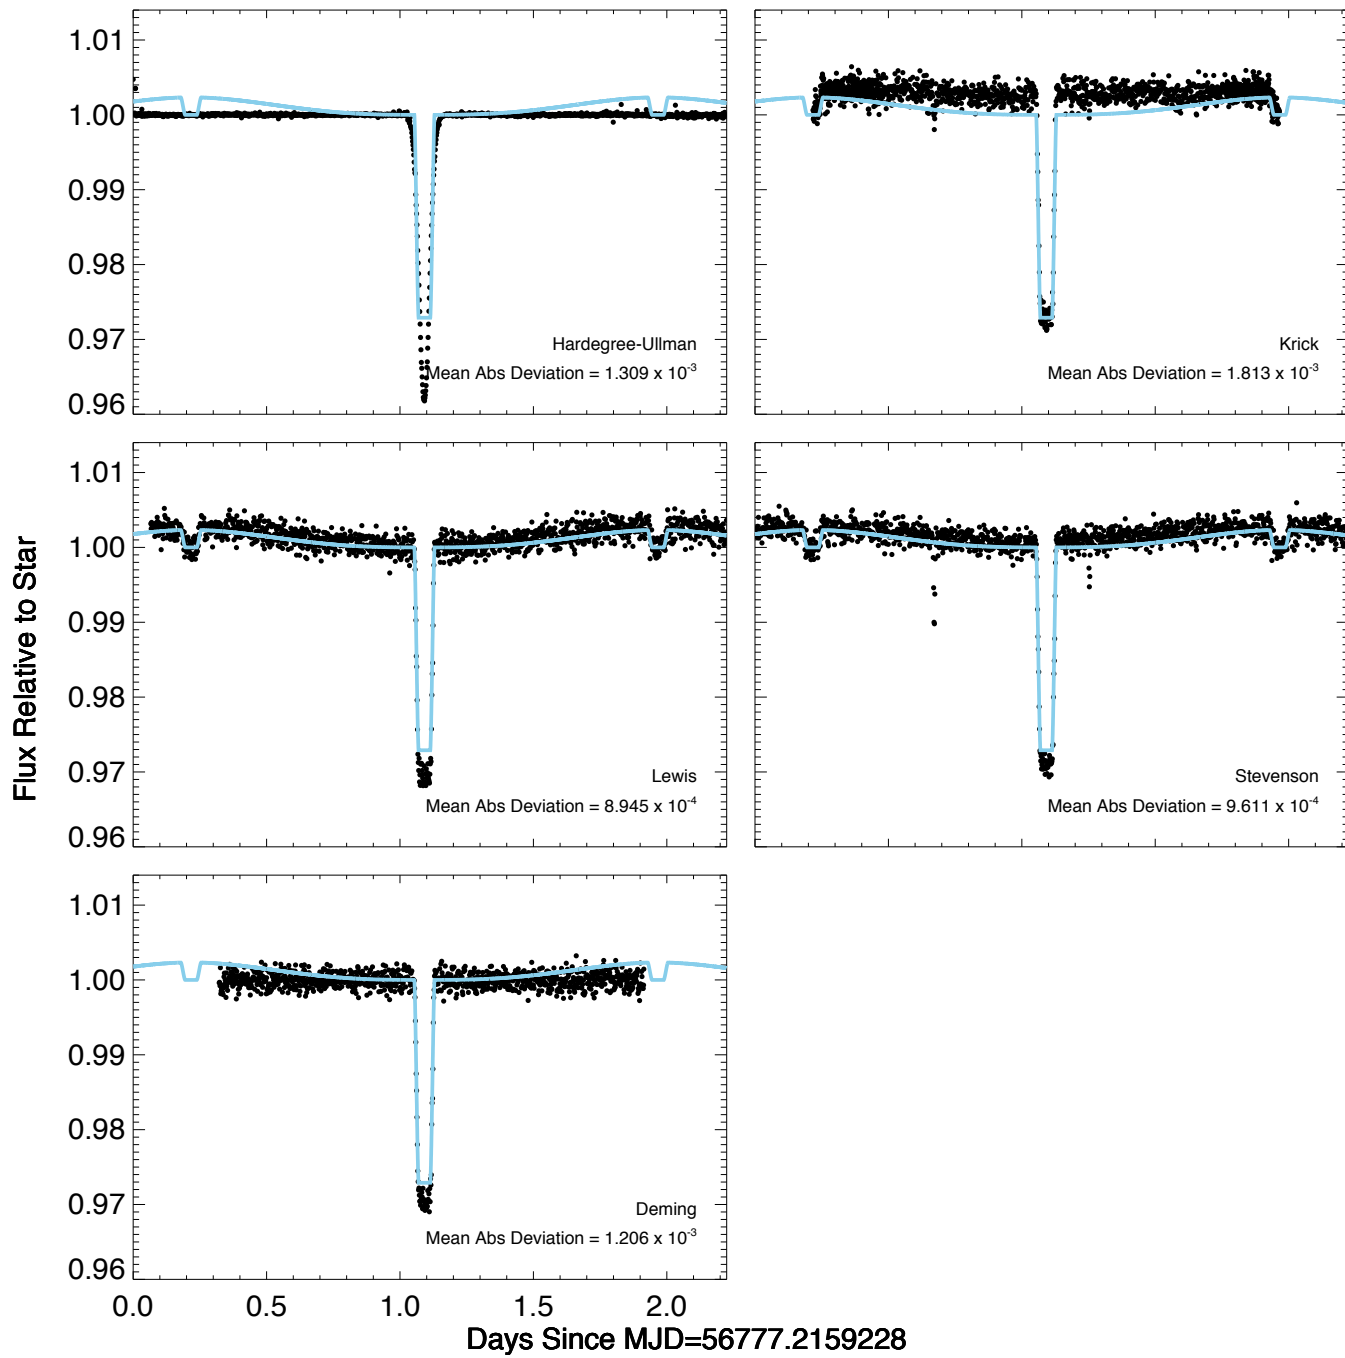 1.01
1.00
0.99
0.98
0.97
0.96
Hardegree-Ullman
Mean Abs Deviation = 1.309 x 10⁻³
Krick
Mean Abs Deviation = 1.813 x 10⁻³
1.01
1.00
0.99
0.98
0.97
0.96
Lewis
Mean Abs Deviation = 8.945 x 10⁻⁴
Stevenson
Mean Abs Deviation = 9.611 x 10⁻⁴
Flux Relative to Star
1.01
1.00
0.99
0.98
0.97
0.96
Deming
Mean Abs Deviation = 1.206 x 10⁻³
0.0 0.5 1.0 1.5 2.0
Days Since MJD=56777.2159228